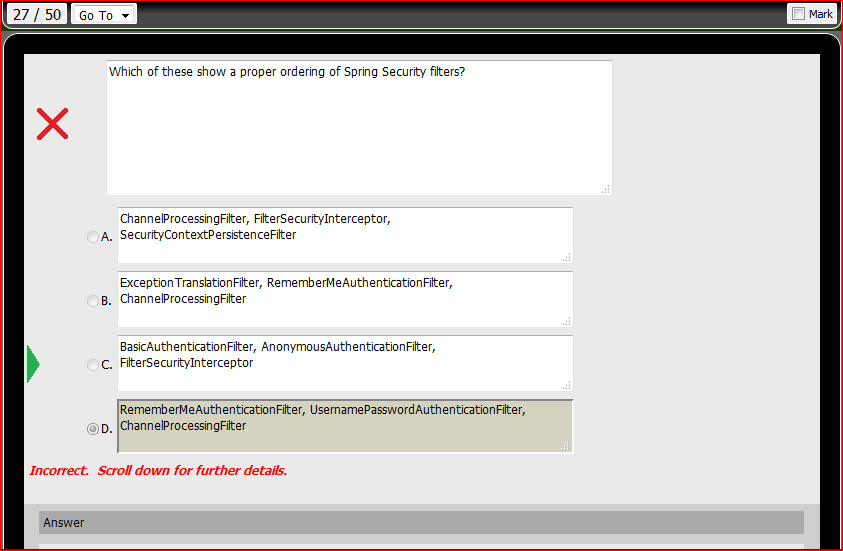 27 / 50 Go To Mark
Which of these show a proper ordering of Spring Security filters?
A. ChannelProcessingFilter, FilterSecurityInterceptor,
SecurityContextPersistenceFilter
B. ExceptionTranslationFilter, RememberMeAuthenticationFilter,
ChannelProcessingFilter
C. BasicAuthenticationFilter, AnonymousAuthenticationFilter,
FilterSecurityInterceptor
D. RememberMeAuthenticationFilter, UsernamePasswordAuthenticationFilter,
ChannelProcessingFilter
Incorrect. Scroll down for further details.
Answer